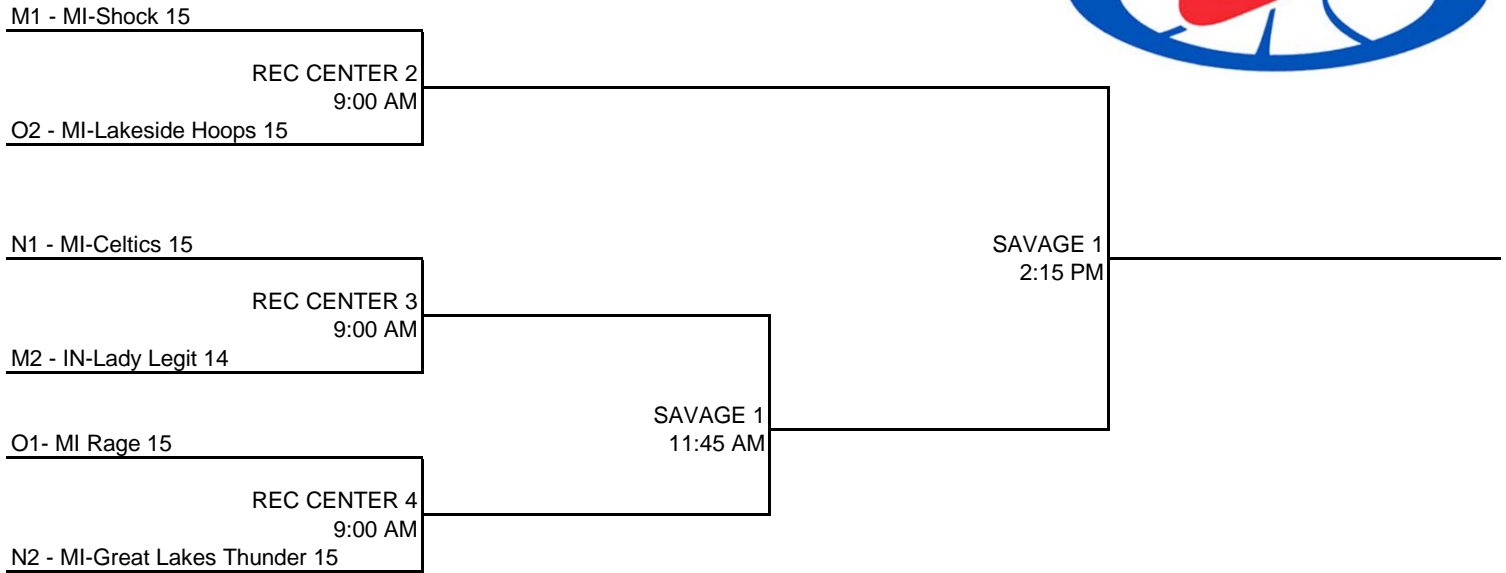 M1 - MI-Shock 15
REC CENTER 2
9:00 AM
O2 - MI-Lakeside Hoops 15
N1 - MI-Celtics 15
SAVAGE 1
2:15 PM
REC CENTER 3
9:00 AM
M2 - IN-Lady Legit 14
SAVAGE 1
11:45 AM
O1- MI Rage 15
REC CENTER 4
9:00 AM
N2 - MI-Great Lakes Thunder 15